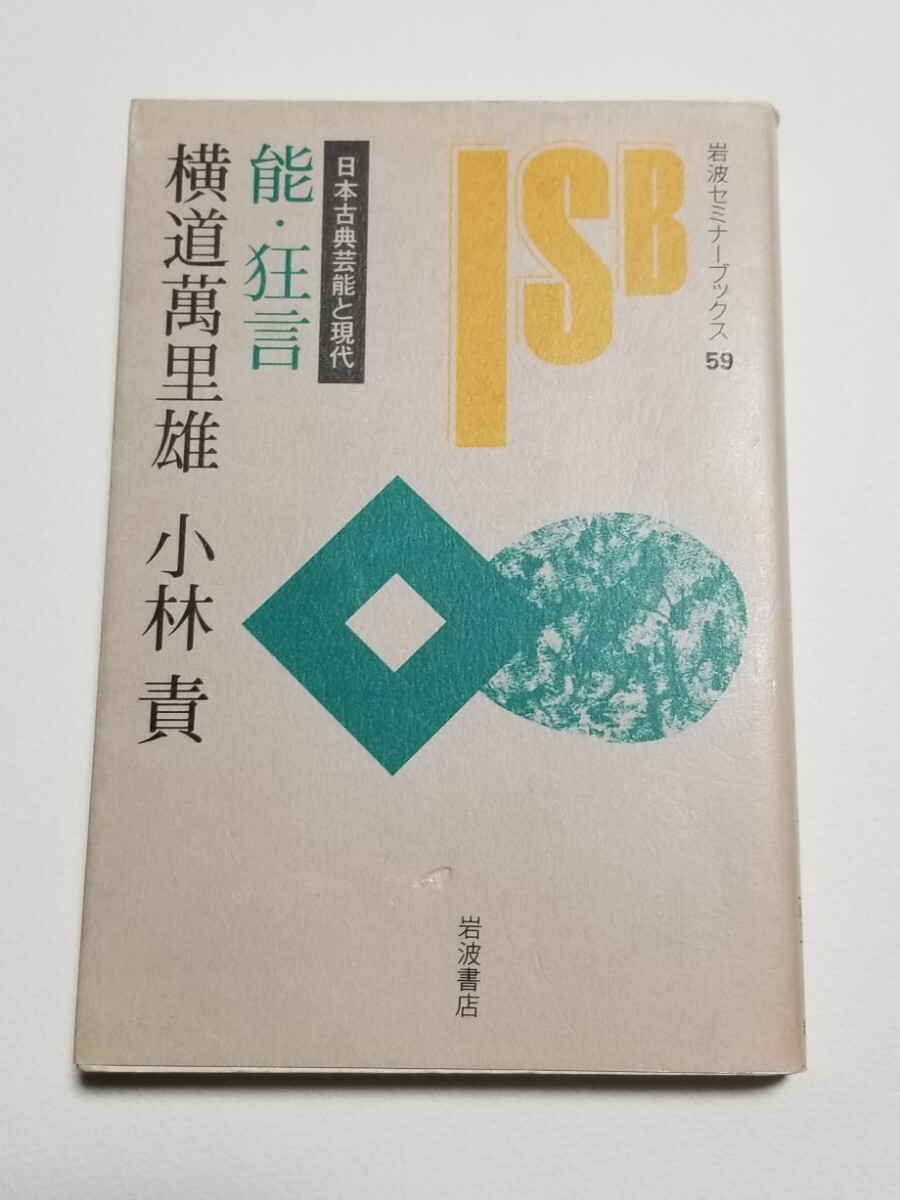 岩波セミナーブックス 59
ISB
日本古典芸能と現代
能・狂言
横道萬里雄 小林 責
岩波書店